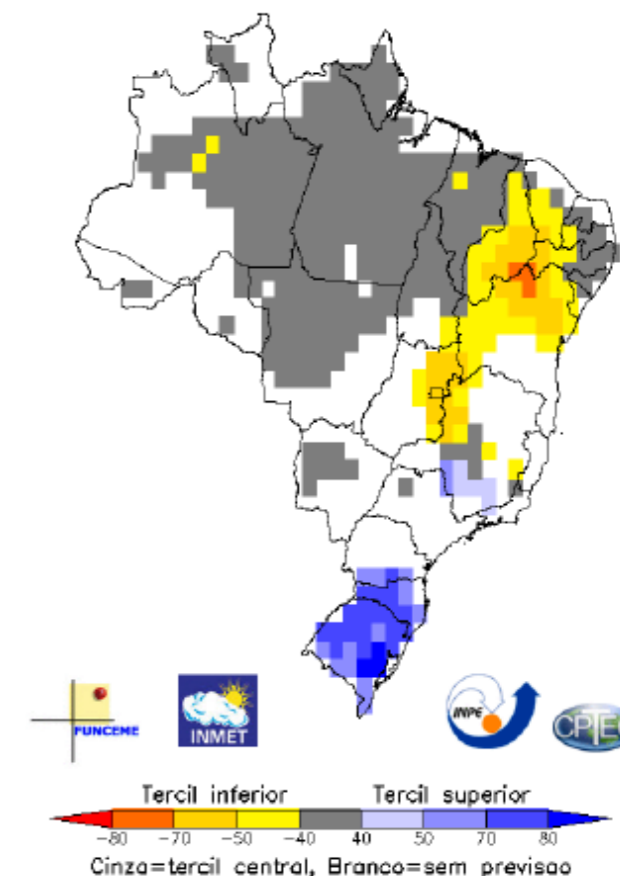 FUNCEME
INMET
INPE
CPTEC
Tercil inferior Tercil superior
-80 -70 -50 -40 40 50 70 80
Cinza=tercil central, Branco=sem previsao